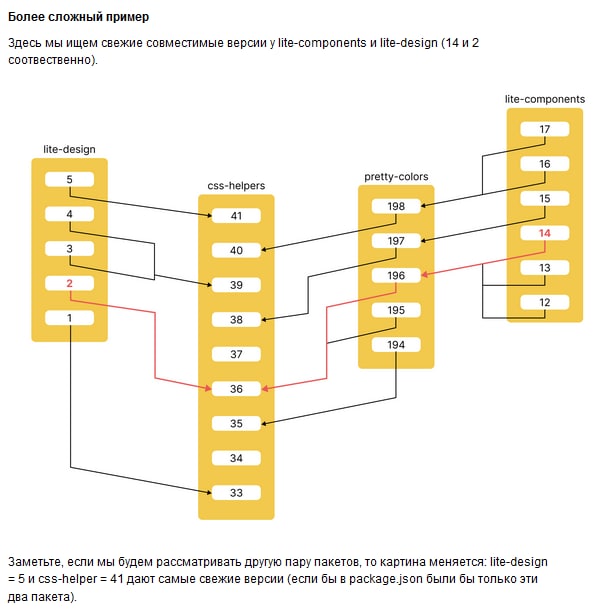 Более сложный пример
Здесь мы ищем свежие совместимые версии у lite-components и lite-design (14 и 2
соотвественно).
lite-components
17
lite-design
16
pretty-colors
5
css-helpers
15
198
4
41
14
197
3
40
13
196
2
39
12
195
1
38
194
37
36
35
34
33
Заметьте, если мы будем рассматривать другую пару пакетов, то картина меняется: lite-design
= 5 и css-helper = 41 дают самые свежие версии (если бы в package.json были бы только эти
два пакета).